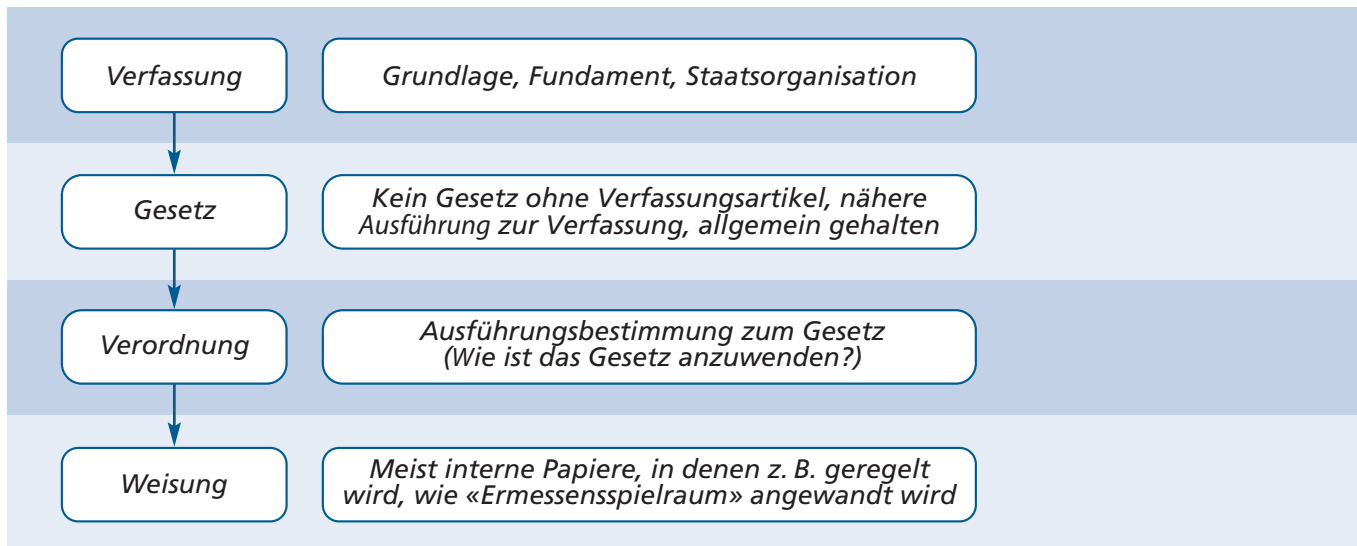 Verfassung
Grundlage, Fundament, Staatsorganisation
Gesetz
Kein Gesetz ohne Verfassungsartikel, nähere
Ausführung zur Verfassung, allgemein gehalten
Verordnung
Ausführungsbestimmung zum Gesetz
(Wie ist das Gesetz anzuwenden?)
Weisung
Meist interne Papiere, in denen z. B. geregelt
wird, wie «Ermessensspielraum» angewandt wird